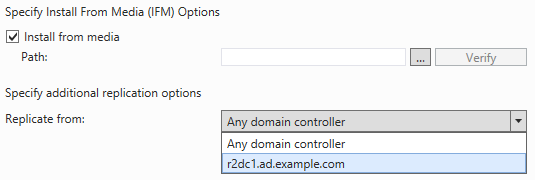 Specify Install From Media (IFM) Options
Install from media
Path:
...
Verify
Specify additional replication options
Replicate from:
Any domain controller
Any domain controller
r2dc1.ad.example.com